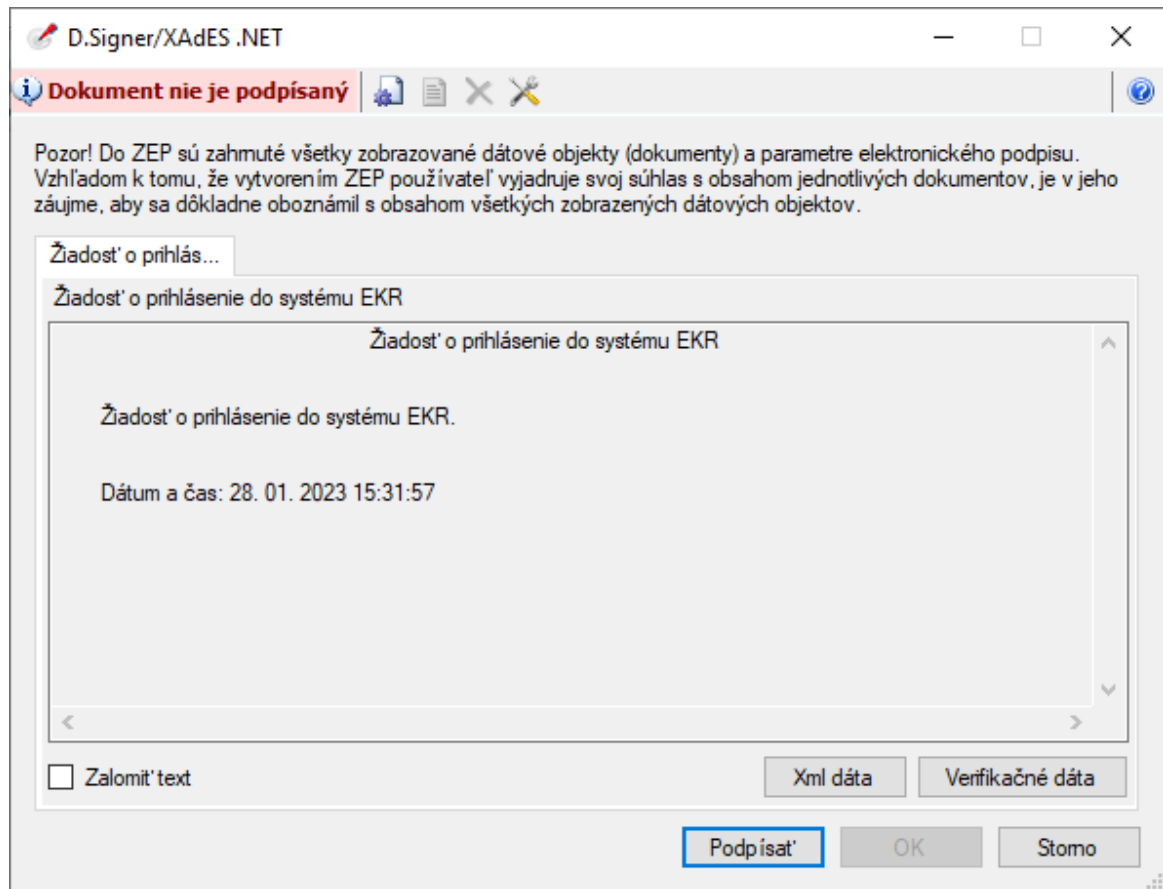 D.Signer/XAdES .NET
Dokument nie je podpísaný
Pozor! Do ZEP sú zahrnuté všetky zobrazované dátové objekty (dokumenty) a parametre elektronického podpisu.
Vzhľadom k tomu, že vytvorením ZEP používateľ vyjadruje svoj súhlas s obsahom jednotlivých dokumentov, je v jeho
záujme, aby sa dôkladne oboznámil s obsahom všetkých zobrazených dátových objektov.
Žiadosť o prihlás...
Žiadosť o prihlásenie do systému EKR
Žiadosť o prihlásenie do systému EKR
Žiadosť o prihlásenie do systému EKR.
Dátum a čas: 28. 01. 2023 15:31:57
Zalomiť text
Xml dáta
Verifikačné dáta
Podpísať
OK
Storno